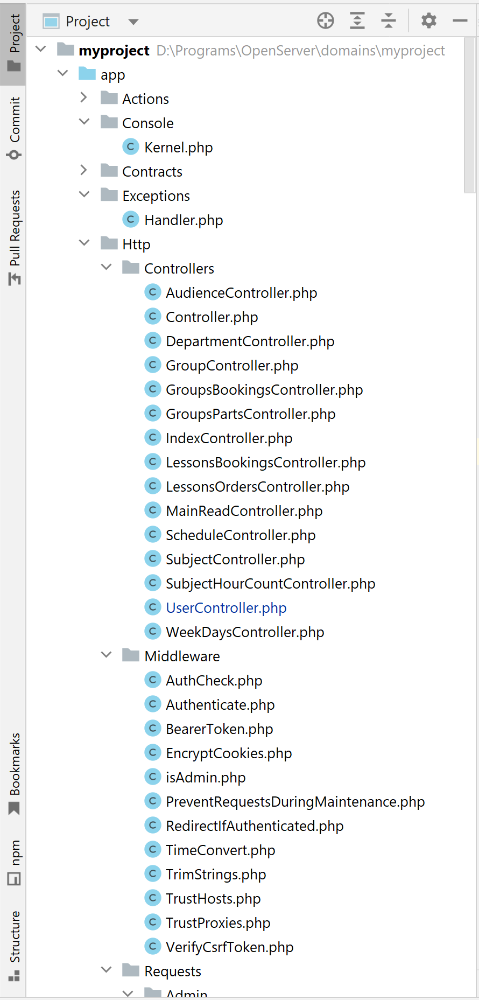 Project
Commit
Pull Requests
Bookmarks
npm
Structure
Project
myproject D:\Programs\OpenServer\domains\myproject
app
Actions
Console
C Kernel.php
Contracts
Exceptions
C Handler.php
Http
Controllers
C AudienceController.php
C Controller.php
C DepartmentController.php
C GroupController.php
C GroupsBookingsController.php
C GroupsPartsController.php
C IndexController.php
C LessonsBookingsController.php
C LessonsOrdersController.php
C MainReadController.php
C ScheduleController.php
C SubjectController.php
C SubjectHourCountController.php
C UserController.php
C WeekDaysController.php
Middleware
C AuthCheck.php
C Authenticate.php
C BearerToken.php
C EncryptCookies.php
C isAdmin.php
C PreventRequestsDuringMaintenance.php
C RedirectIfAuthenticated.php
C TimeConvert.php
C TrimStrings.php
C TrustHosts.php
C TrustProxies.php
C VerifyCsrfToken.php
Requests
Admin